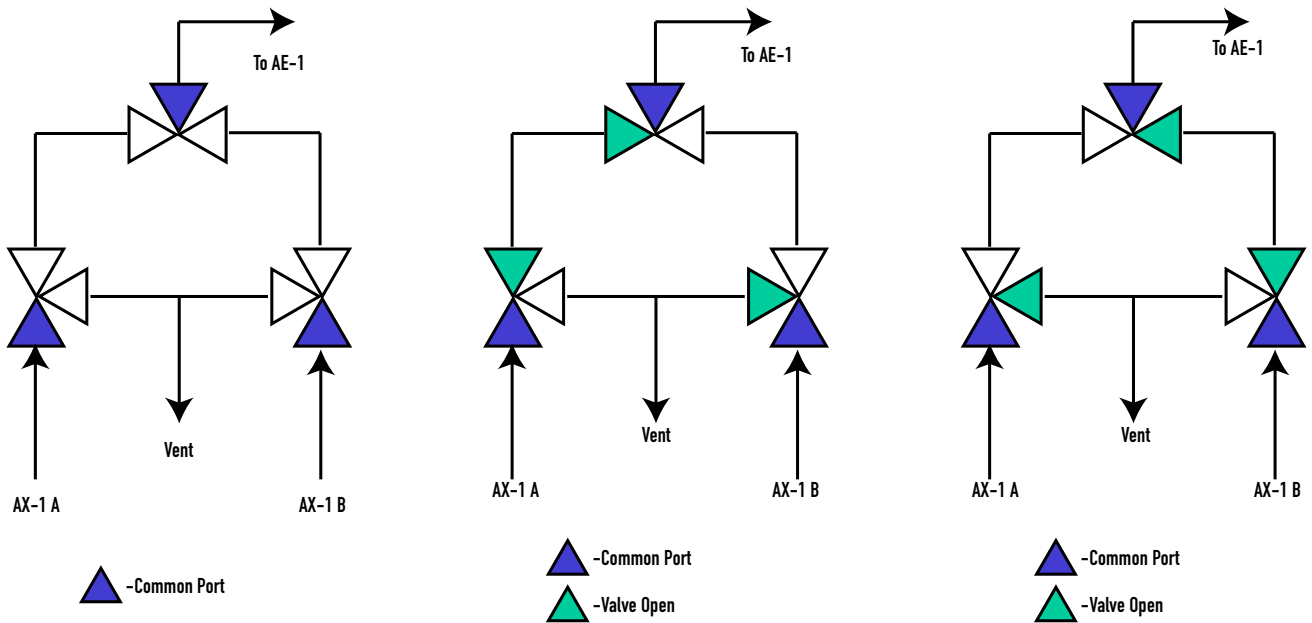 To AE-1
Vent
AX-1 A
AX-1 B
-Common Port
To AE-1
Vent
AX-1 A
AX-1 B
-Common Port
-Valve Open
To AE-1
Vent
AX-1 A
AX-1 B
-Common Port
-Valve Open